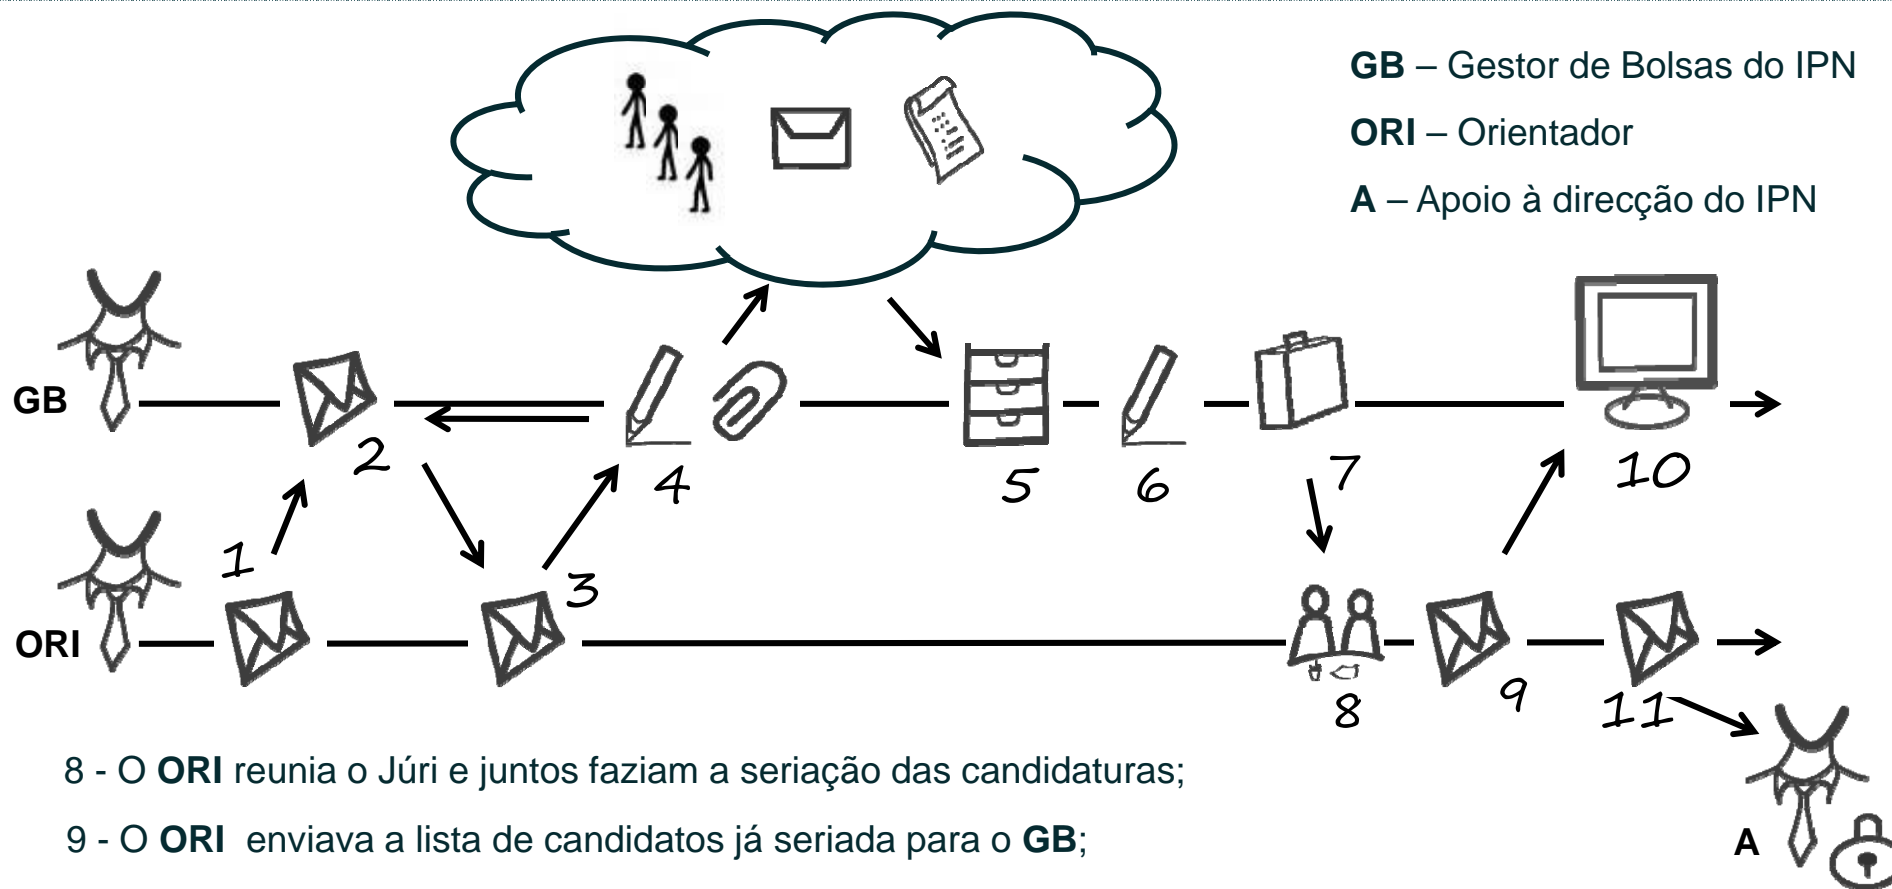 GB – Gestor de Bolsas do IPN
ORI – Orientador
A – Apoio à direcção do IPN
GB
2
4
5
6
7
10
ORI
1
3
8
9
11
8 - O ORI reunia o Júri e juntos faziam a seriação das candidaturas;
9 - O ORI enviava a lista de candidatos já seriada para o GB;
A